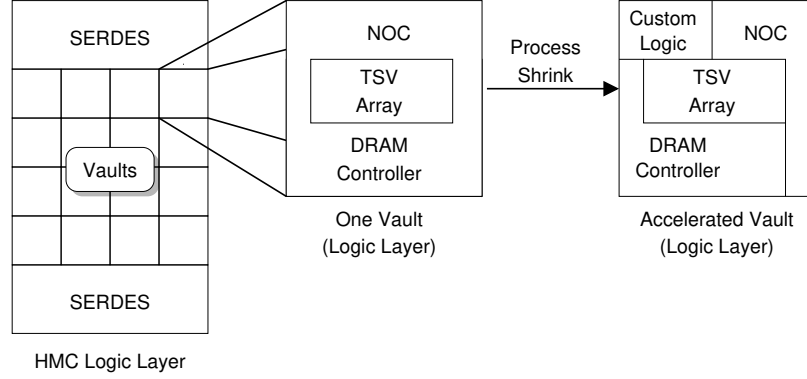 SERDES
Vaults
SERDES
HMC Logic Layer
NOC
TSV
Array
DRAM
Controller
One Vault
(Logic Layer)
Process
Shrink
Custom
Logic
NOC
TSV
Array
DRAM
Controller
Accelerated Vault
(Logic Layer)